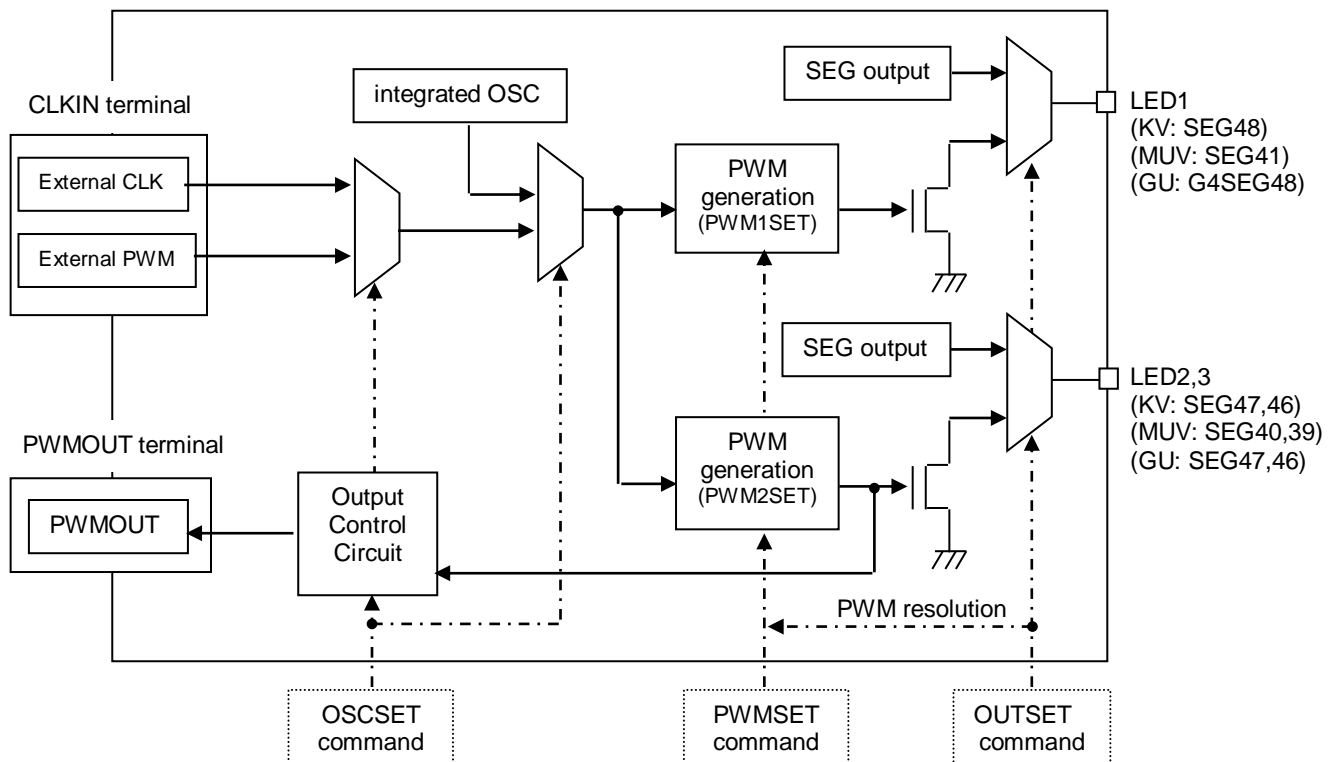 CLKIN terminal
External CLK
External PWM
integrated OSC
PWM
generation
(PWM1SET)
SEG output
LED1
(KV: SEG48)
(MUV: SEG41)
(GU: G4SEG48)
SEG output
LED2,3
(KV: SEG47,46)
(MUV: SEG40,39)
(GU: SEG47,46)
PWM
generation
(PWM2SET)
PWMOUT terminal
PWMOUT
Output
Control
Circuit
PWM resolution
OSCSET
command
PWMSET
command
OUTSET
command